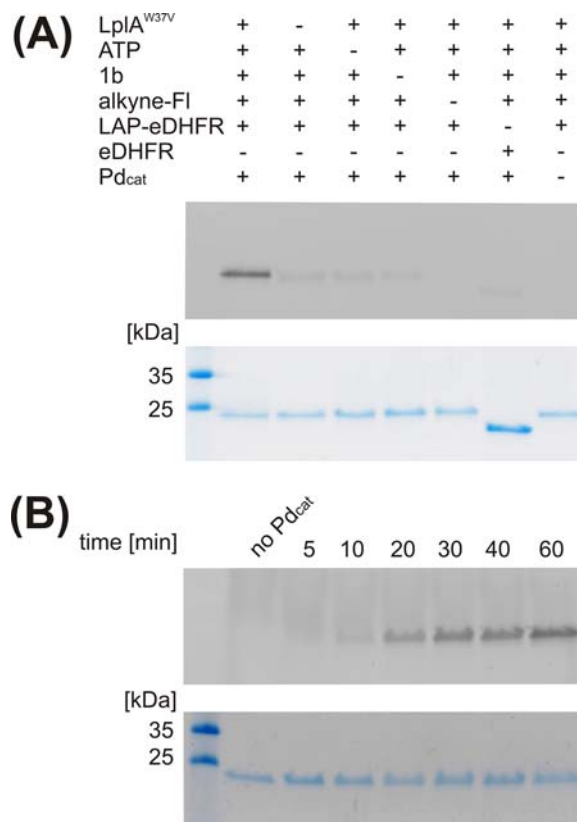 (A)
LplA^W37V + - + + + + +
ATP + + - + + + +
1b + + + - + + +
alkyne-Fl + + + + - + +
LAP-eDHFR + + + + + - +
eDHFR - - - - - + -
Pdcat + + + + + + -
[kDa]
35
25
(B)
time [min] no Pdcat 5 10 20 30 40 60
[kDa]
35
25